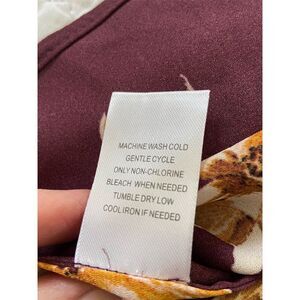 MACHINE WASH COLD
GENTLE CYCLE
ONLY NON-CHLORINE
BLEACH WHEN NEEDED
TUMBLE DRY LOW
COOL IRON IF NEEDED